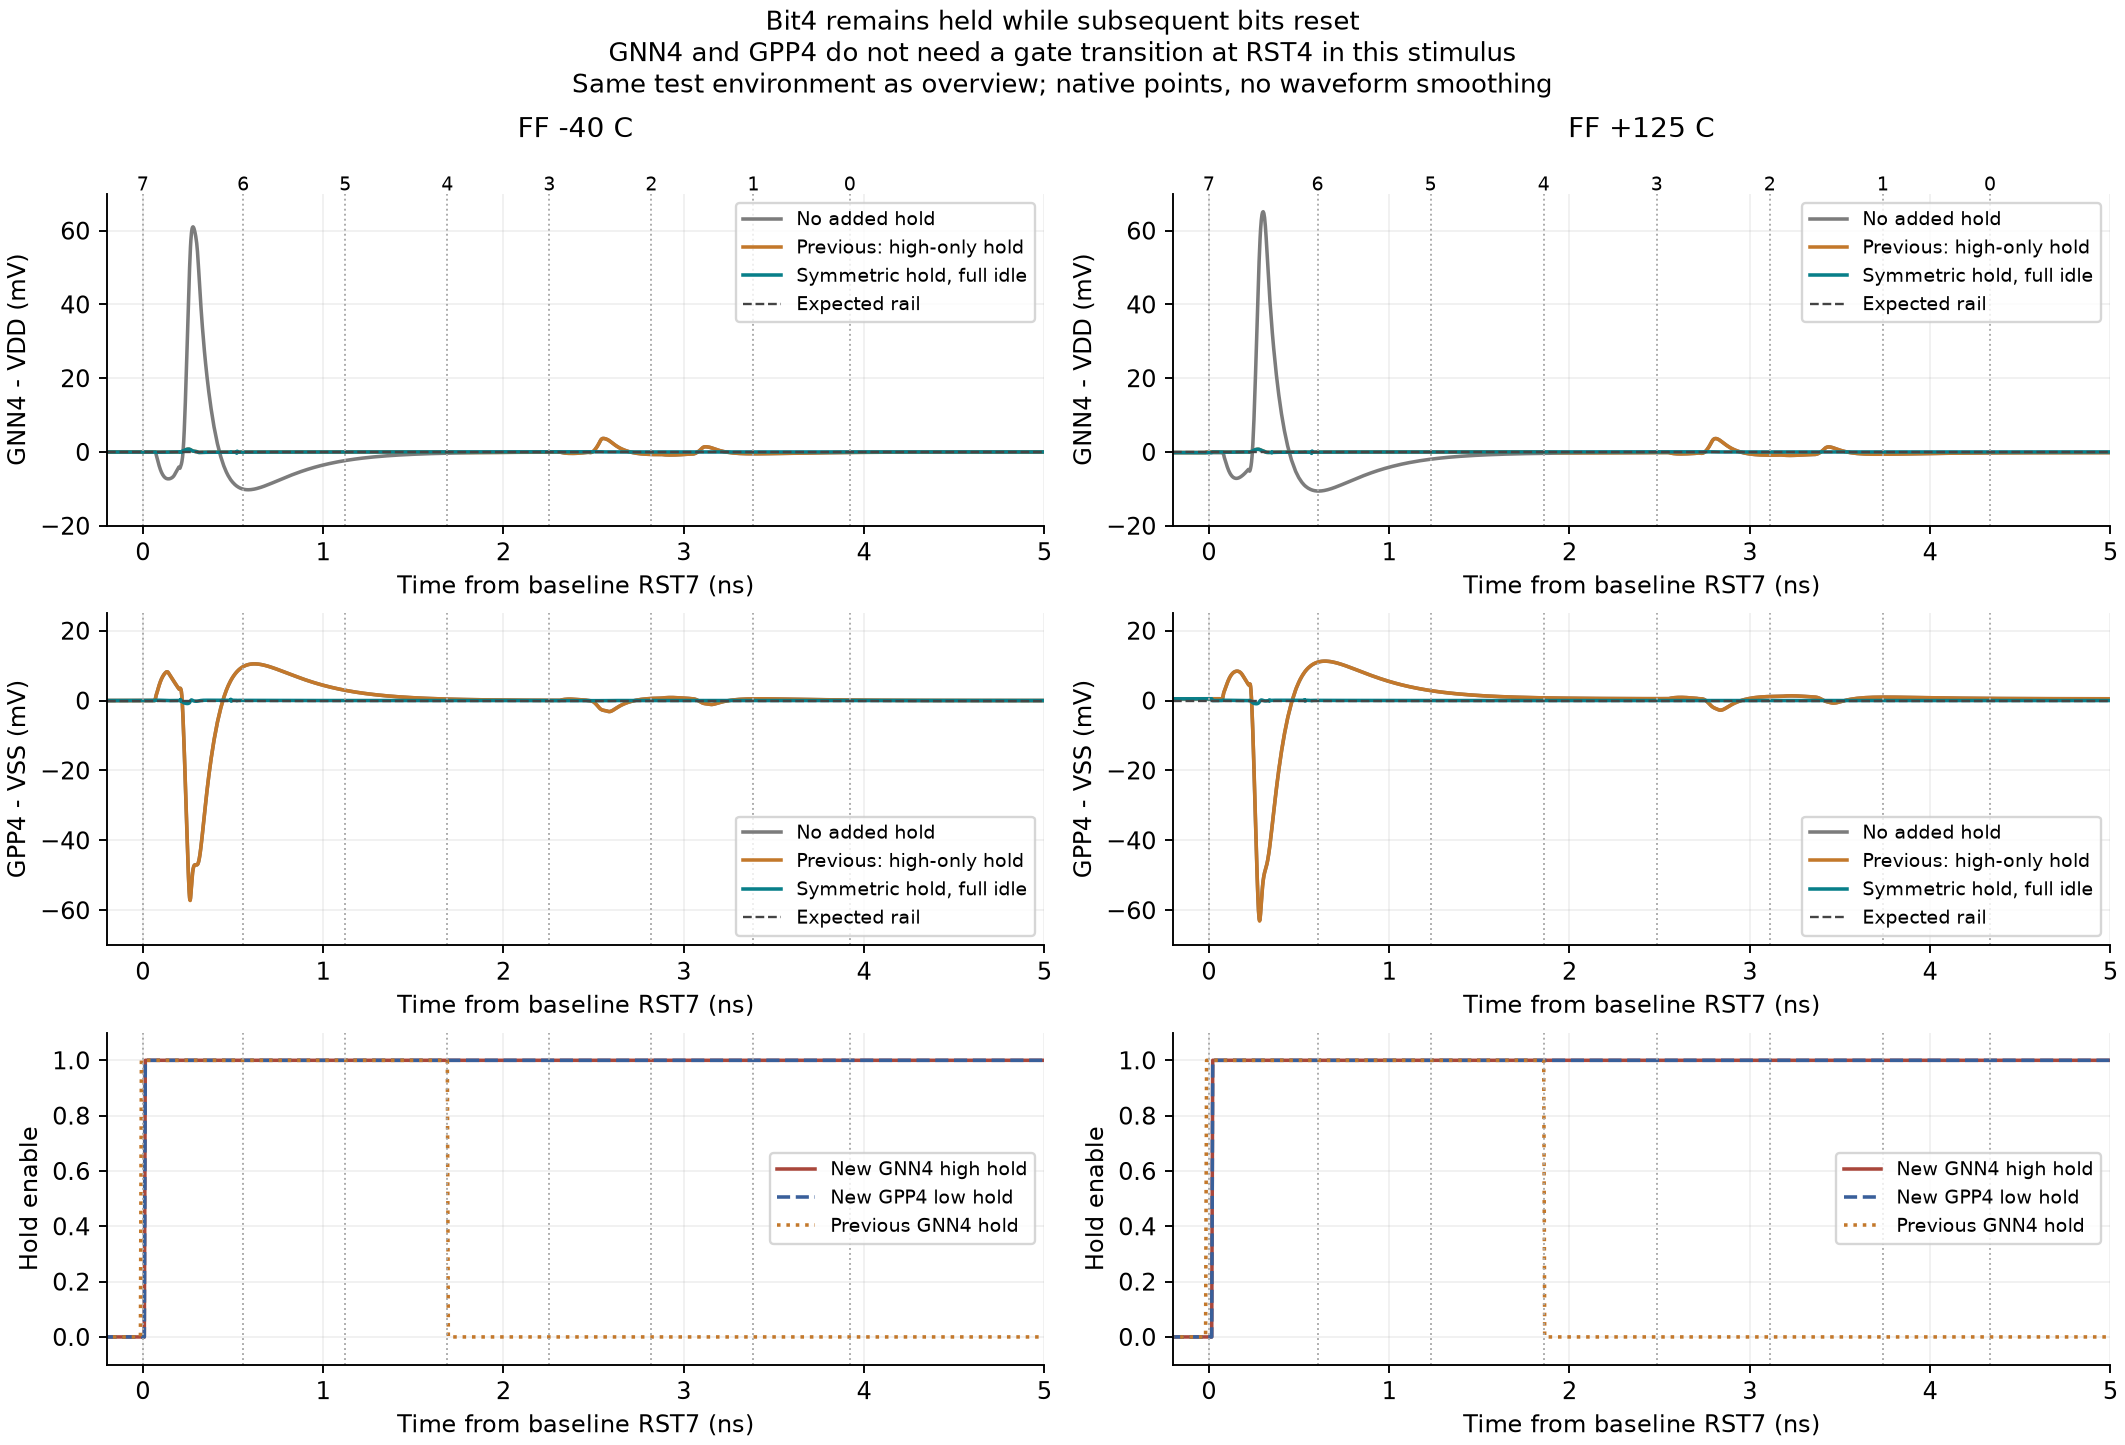 Bit4 remains held while subsequent bits reset
GNN4 and GPP4 do not need a gate transition at RST4 in this stimulus
Same test environment as overview; native points, no waveform smoothing
FF -40 C
7 6 5 4 3 2 1 0
GNN4 - VDD (mV)
60
40
20
0
−20
No added hold
Previous: high-only hold
Symmetric hold, full idle
Expected rail
0 1 2 3 4 5
Time from baseline RST7 (ns)
FF +125 C
7 6 5 4 3 2 1 0
GNN4 - VDD (mV)
60
40
20
0
−20
No added hold
Previous: high-only hold
Symmetric hold, full idle
Expected rail
0 1 2 3 4 5
Time from baseline RST7 (ns)
GPP4 - VSS (mV)
20
0
−20
−40
−60
No added hold
Previous: high-only hold
Symmetric hold, full idle
Expected rail
0 1 2 3 4 5
Time from baseline RST7 (ns)
GPP4 - VSS (mV)
20
0
−20
−40
−60
No added hold
Previous: high-only hold
Symmetric hold, full idle
Expected rail
0 1 2 3 4 5
Time from baseline RST7 (ns)
Hold enable
1.0
0.8
0.6
0.4
0.2
0.0
New GNN4 high hold
New GPP4 low hold
Previous GNN4 hold
0 1 2 3 4 5
Time from baseline RST7 (ns)
Hold enable
1.0
0.8
0.6
0.4
0.2
0.0
New GNN4 high hold
New GPP4 low hold
Previous GNN4 hold
0 1 2 3 4 5
Time from baseline RST7 (ns)